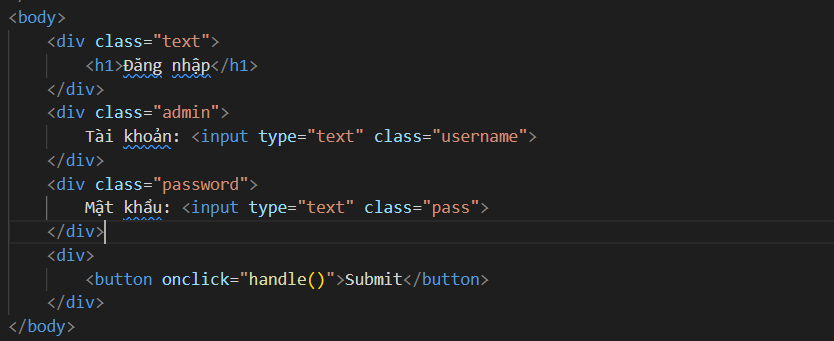 <body>
<div class="text">
<h1>Đăng nhập</h1>
</div>
<div class="admin">
Tài khoản: <input type="text" class="username">
</div>
<div class="password">
Mật khẩu: <input type="text" class="pass">
</div>
<div>
<button onclick="handle()">Submit</button>
</div>
</body>